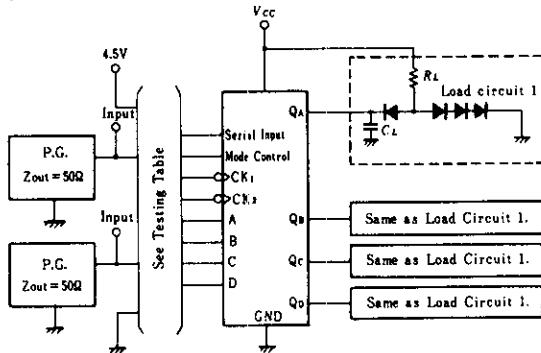 VCC
4.5V
Input
RL
Load circuit 1
QA
CL
P.G.
Zout = 50Ω
See Testing Table
Serial Input
Mode Control
CK1
CK2
A
B
C
D
GND
Input
P.G.
Zout = 50Ω
QB
Same as Load Circuit 1.
QC
Same as Load Circuit 1.
QD
Same as Load Circuit 1.